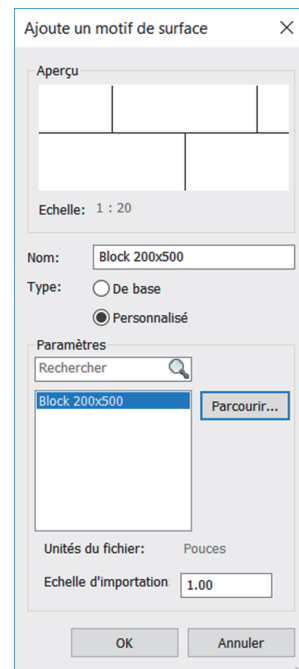 Ajoute un motif de surface
Aperçu
Echelle: 1 : 20
Nom: Block 200x500
Type: De base
Personnalisé
Paramètres
Rechercher
Block 200x500
Parcourir...
Unités du fichier: Pouces
Echelle d'importation: 1.00
OK Annuler